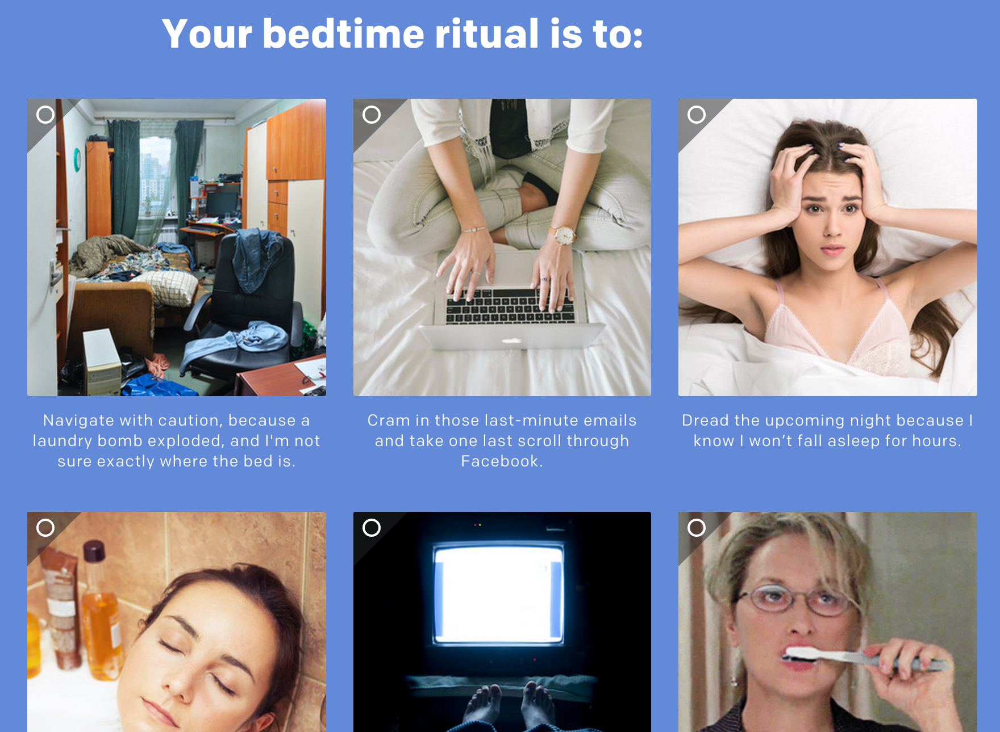 Your bedtime ritual is to:
Navigate with caution, because a
laundry bomb exploded, and I'm not
sure exactly where the bed is.
Cram in those last-minute emails
and take one last scroll through
Facebook.
Dread the upcoming night because I
know I won’t fall asleep for hours.